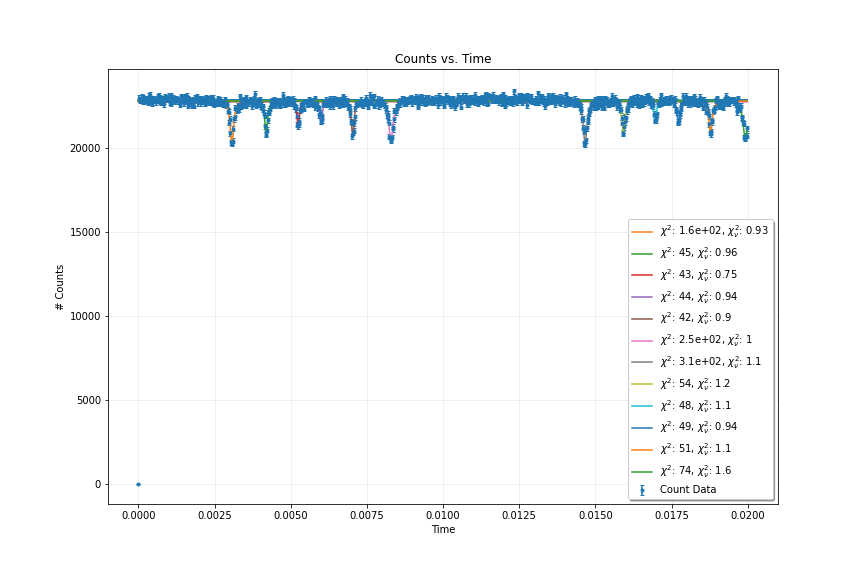 Counts vs. Time
# Counts
20000
15000
10000
5000
0
χ²: 1.6e+02, χ²ᵥ: 0.93
χ²: 45, χ²ᵥ: 0.96
χ²: 43, χ²ᵥ: 0.75
χ²: 44, χ²ᵥ: 0.94
χ²: 42, χ²ᵥ: 0.9
χ²: 2.5e+02, χ²ᵥ: 1
χ²: 3.1e+02, χ²ᵥ: 1.1
χ²: 54, χ²ᵥ: 1.2
χ²: 48, χ²ᵥ: 1.1
χ²: 49, χ²ᵥ: 0.94
χ²: 51, χ²ᵥ: 1.1
χ²: 74, χ²ᵥ: 1.6
Count Data
0.0000 0.0025 0.0050 0.0075 0.0100 0.0125 0.0150 0.0175 0.0200
Time